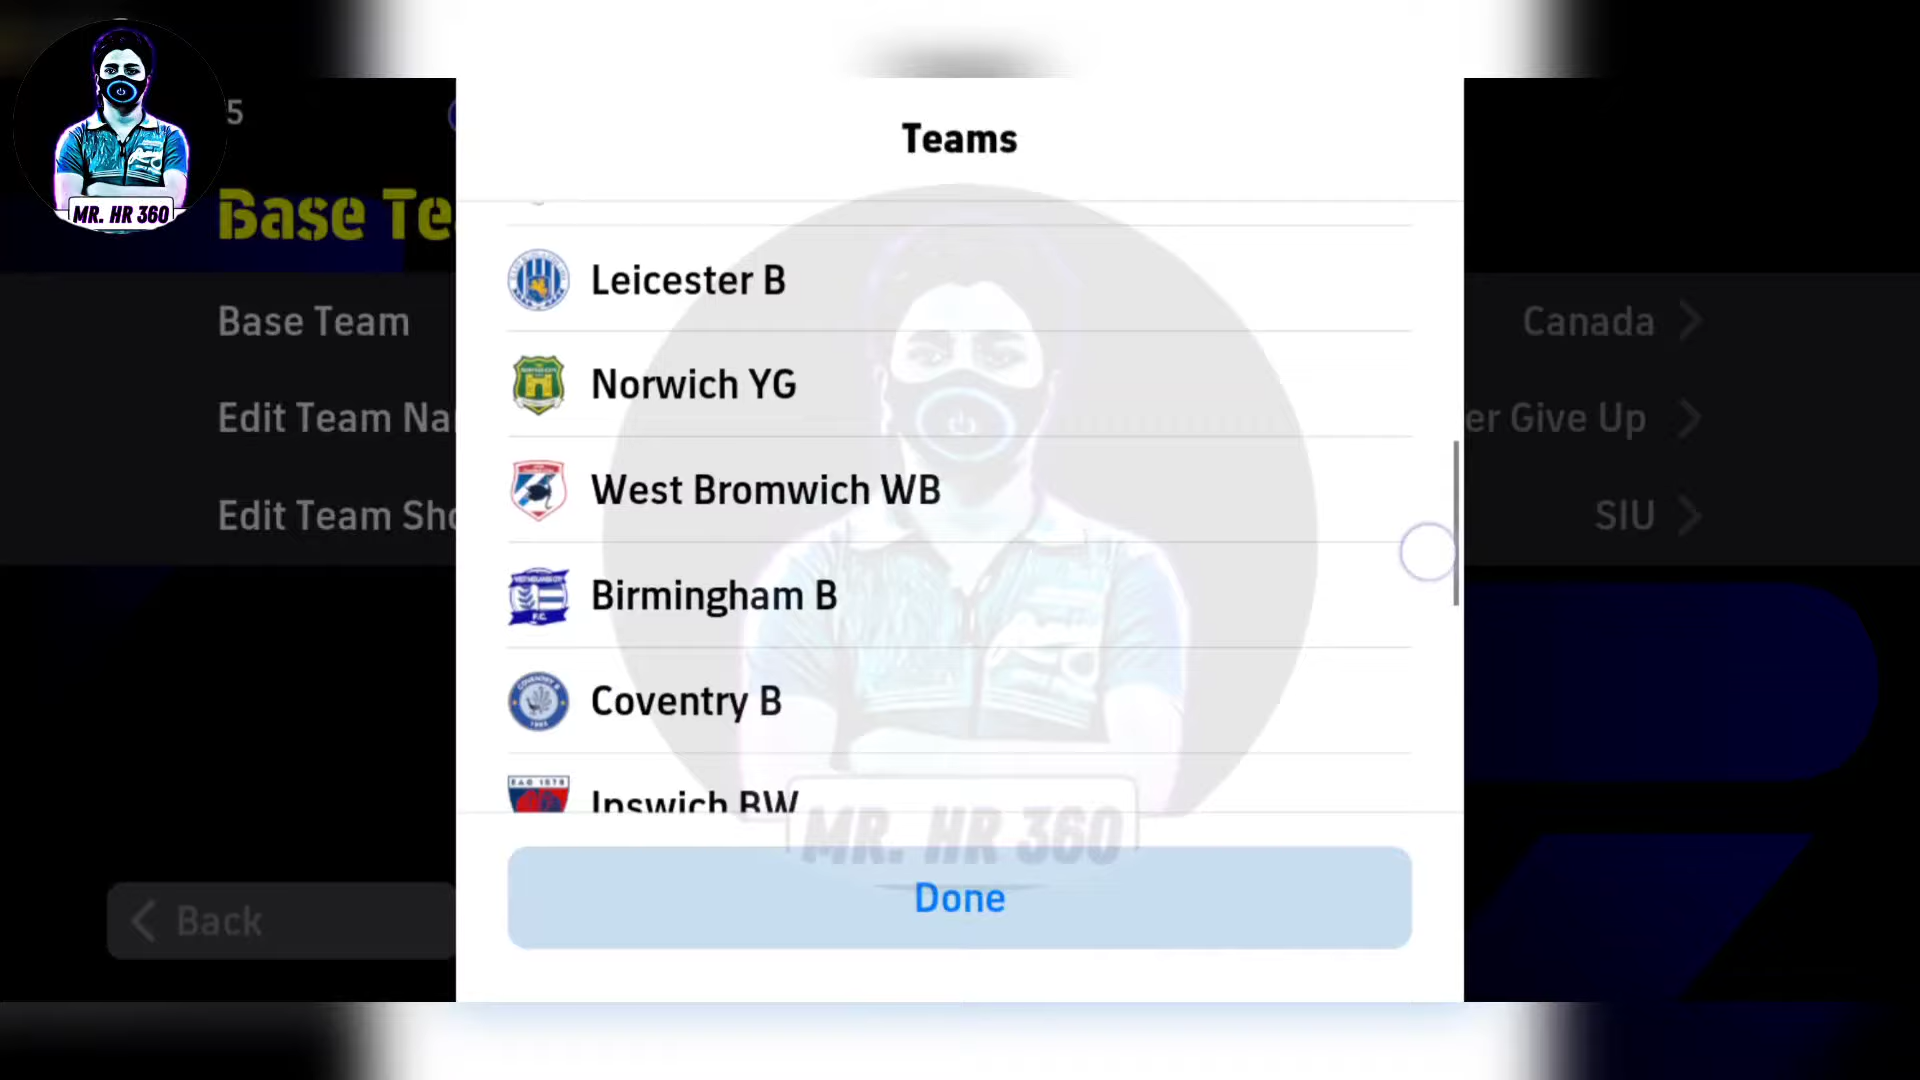 5
MR. HR 360
Base Te
Base Team
Edit Team Na
Edit Team Sho
Back
Teams
Leicester B
Norwich YG
West Bromwich WB
Birmingham B
Coventry B
Ipswich BW
MR. HR 360
Done
Canada
er Give Up
SIU